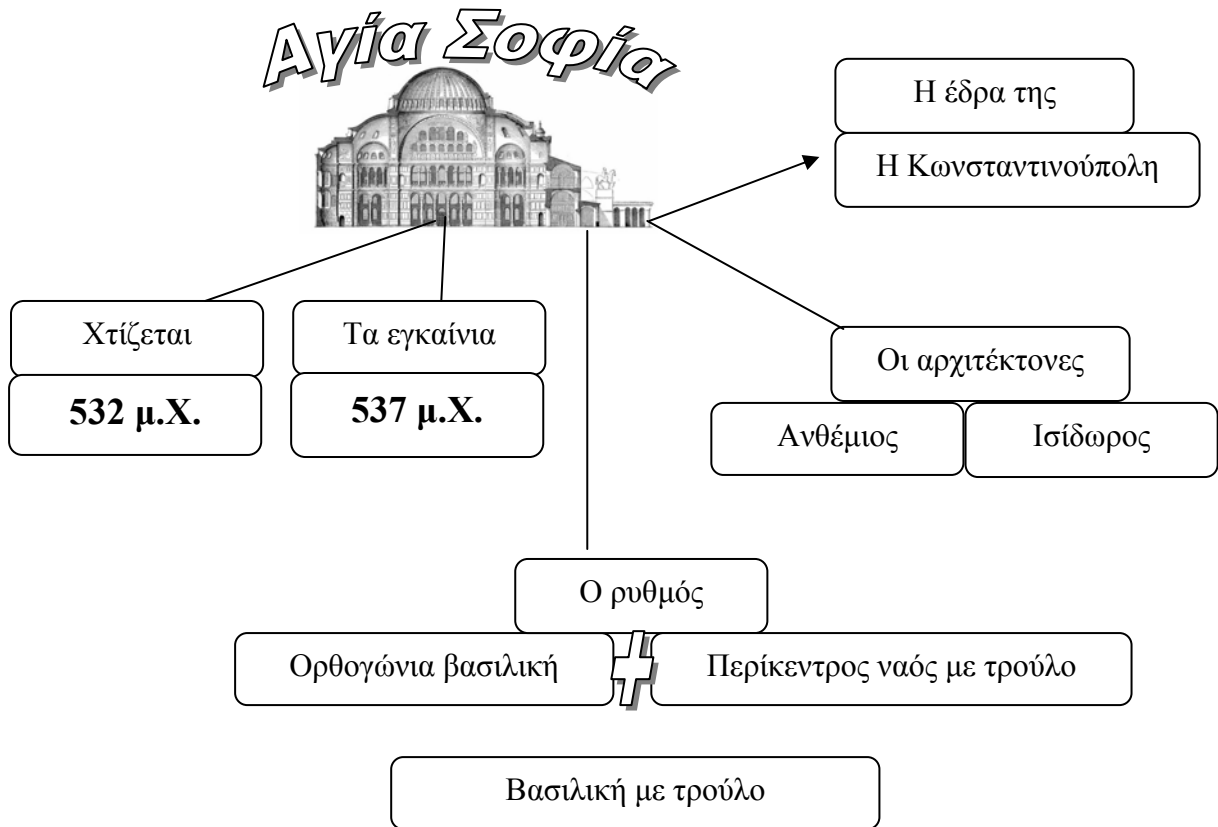 Αγία Σοφία
Η έδρα της
Η Κωνσταντινούπολη
Χτίζεται
532 μ.Χ.
Τα εγκαίνια
537 μ.Χ.
Οι αρχιτέκτονες
Ανθέμιος
Ισίδωρος
Ο ρυθμός
Ορθογώνια βασιλική
+
Περίκεντρος ναός με τρούλο
Βασιλική με τρούλο